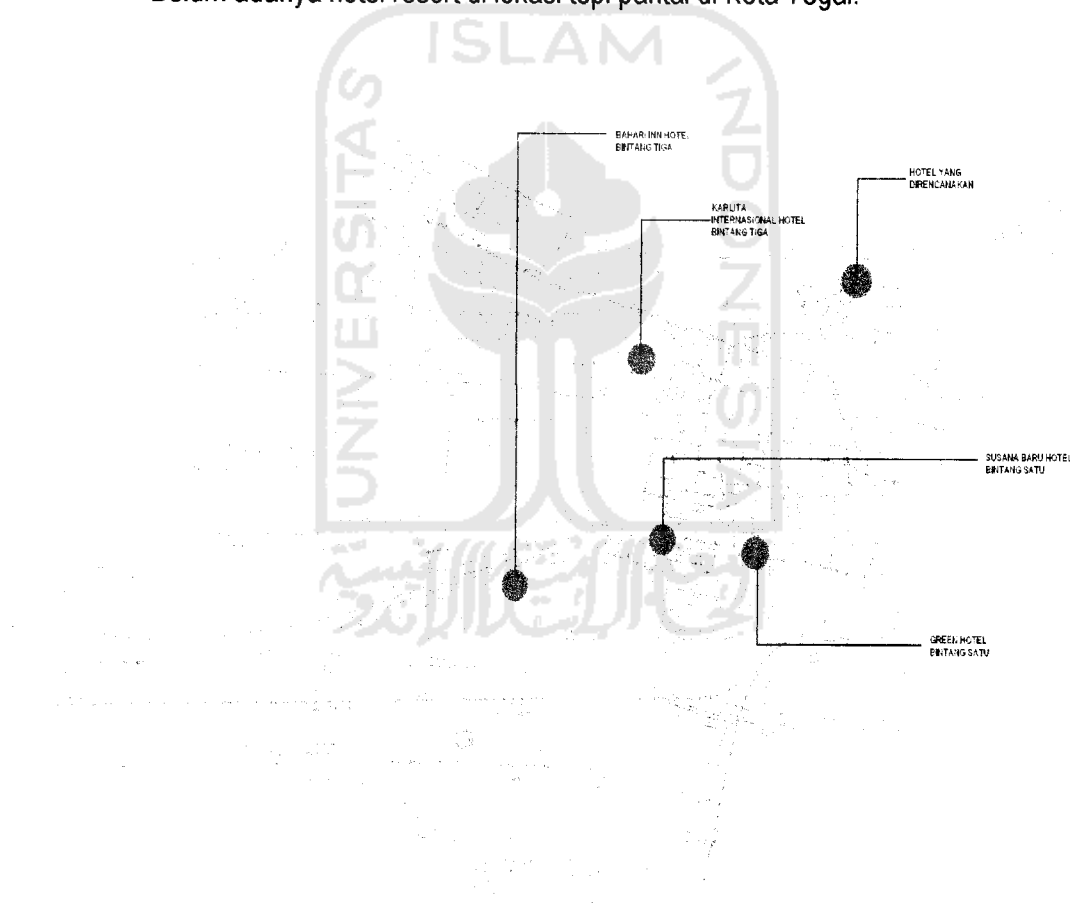 Belum adanya hotel resort di lokasi tepi pantai di Kota Tegal.
ISLAM
UNIVERSITAS
INDONESIA
BAHARI INN HOTEL
BINTANG TIGA
HOTEL YANG
DIRENCANAKAN
KARLITA
INTERNASIONAL HOTEL
BINTANG TIGA
SUSANA BARU HOTEL
BINTANG SATU
GREEN HOTEL
BINTANG SATU